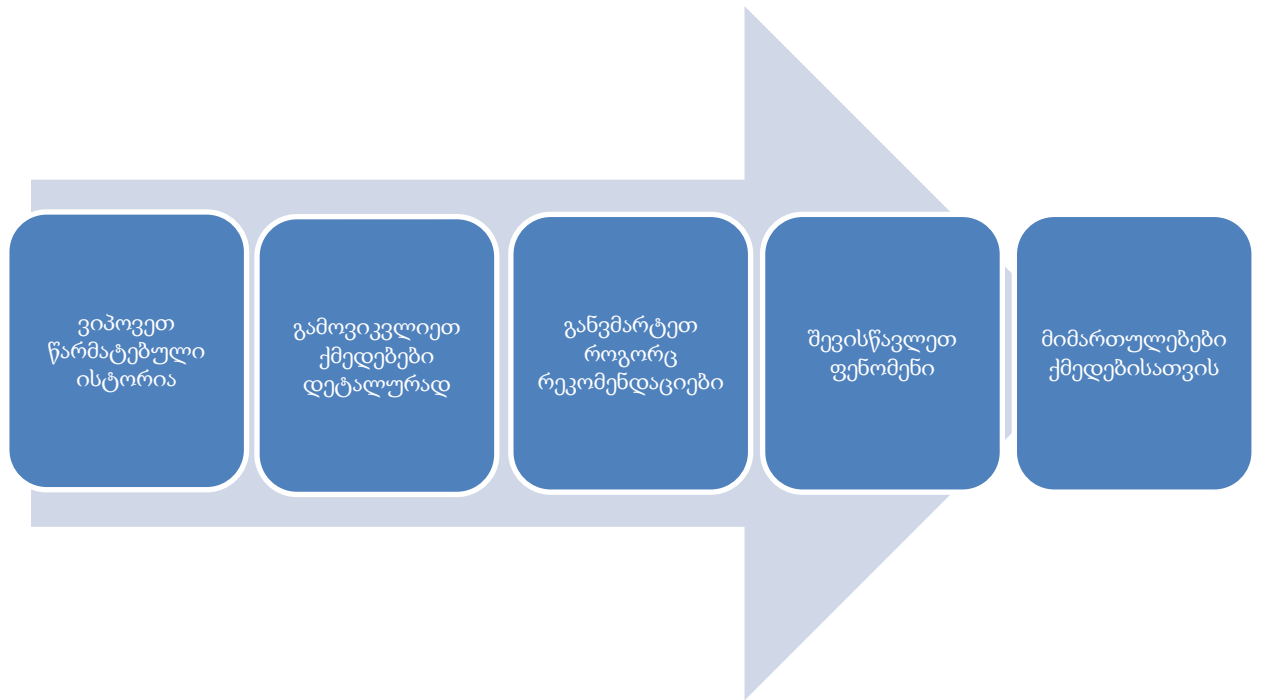 ვიპოვეთ
წარმატებული
ისტორია
გამოვიკვლიეთ
ქმედებები
დეტალურად
განვმარტეთ
როგორც
რეკომენდაციები
შევისწავლეთ
ფენომენი
მიმართულებები
ქმედებისათვის